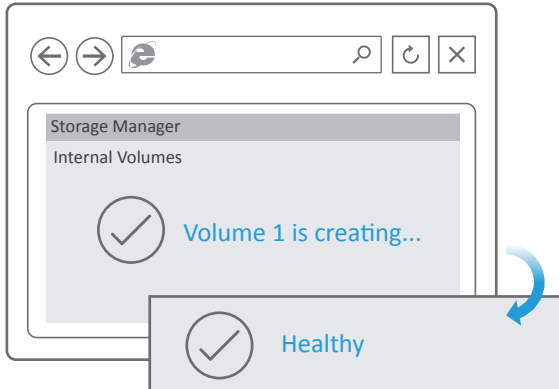 Storage Manager
Internal Volumes
Volume 1 is creating...
Healthy